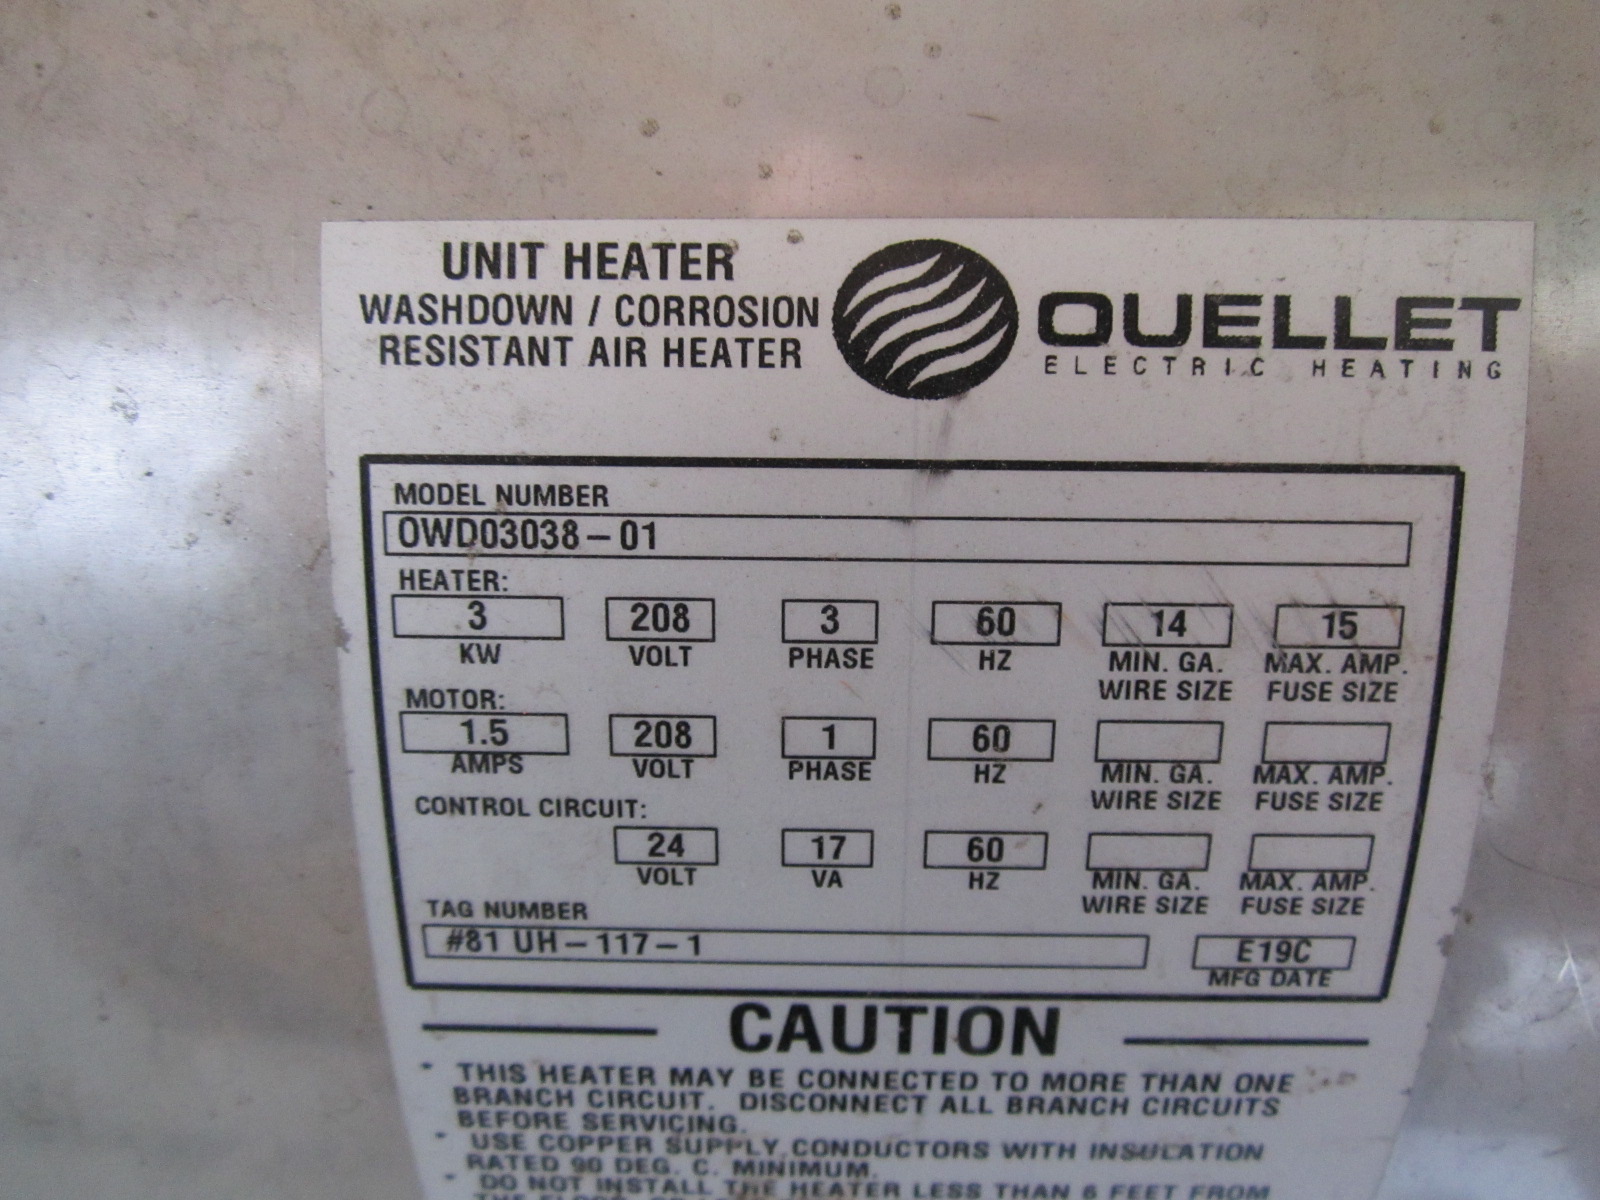 UNIT HEATER
WASHDOWN / CORROSION
RESISTANT AIR HEATER
OUELLET
ELECTRIC HEATING
MODEL NUMBER
OWD03038-01
HEATER:
3 208 3 60 14 15
KW VOLT PHASE HZ MIN. GA. MAX. AMP.
WIRE SIZE FUSE SIZE
MOTOR:
1.5 208 1 60
AMPS VOLT PHASE HZ MIN. GA. MAX. AMP.
WIRE SIZE FUSE SIZE
CONTROL CIRCUIT:
24 17 60
VOLT VA HZ MIN. GA. MAX. AMP.
WIRE SIZE FUSE SIZE
TAG NUMBER
#81 UH-117-1 E19C
MFG DATE
CAUTION
- THIS HEATER MAY BE CONNECTED TO MORE THAN ONE
BRANCH CIRCUIT. DISCONNECT ALL BRANCH CIRCUITS
BEFORE SERVICING.
- USE COPPER SUPPLY CONDUCTORS WITH INSULATION
RATED 90 DEG. C. MINIMUM.
- DO NOT INSTALL THE HEATER LESS THAN 6 FEET FROM